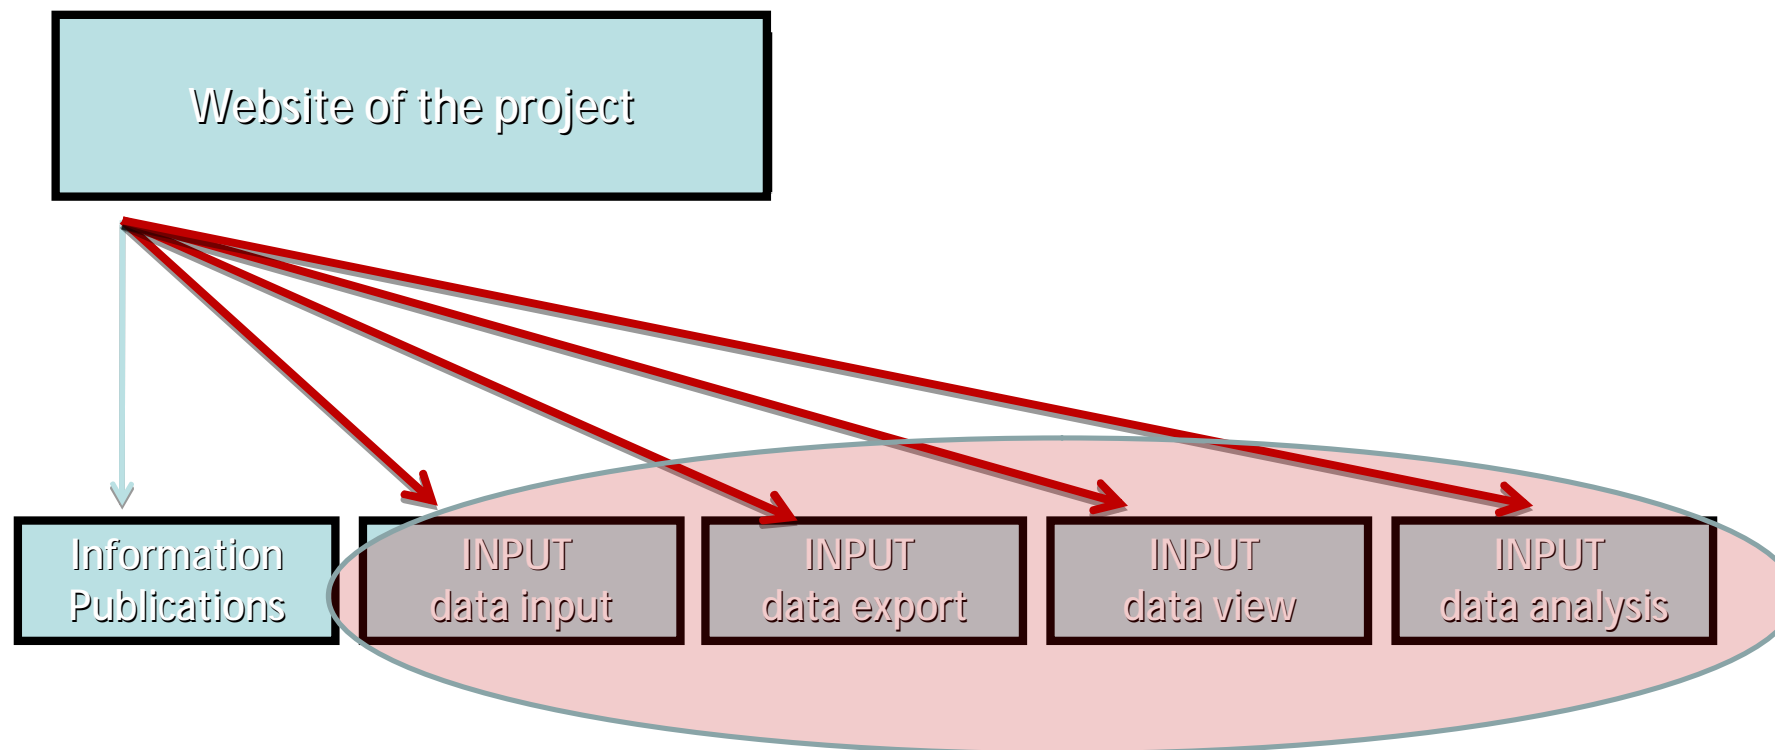 Website of the project
Information
Publications
INPUT
data input
INPUT
data export
INPUT
data view
INPUT
data analysis